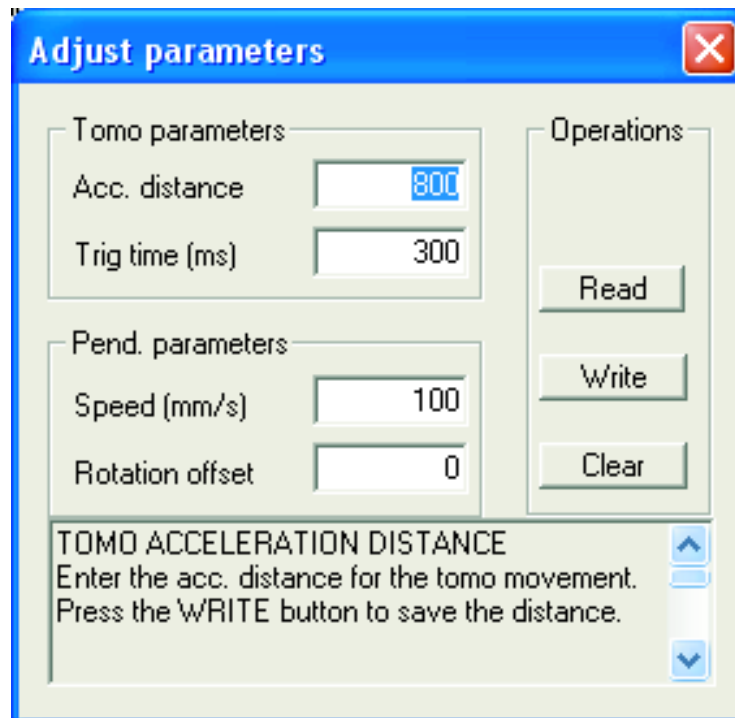 Adjust parameters
Tomo parameters
Acc. distance 800
Trig time (ms) 300
Pend. parameters
Speed (mm/s) 100
Rotation offset 0
Operations
Read
Write
Clear
TOMO ACCELERATION DISTANCE
Enter the acc. distance for the tomo movement.
Press the WRITE button to save the distance.